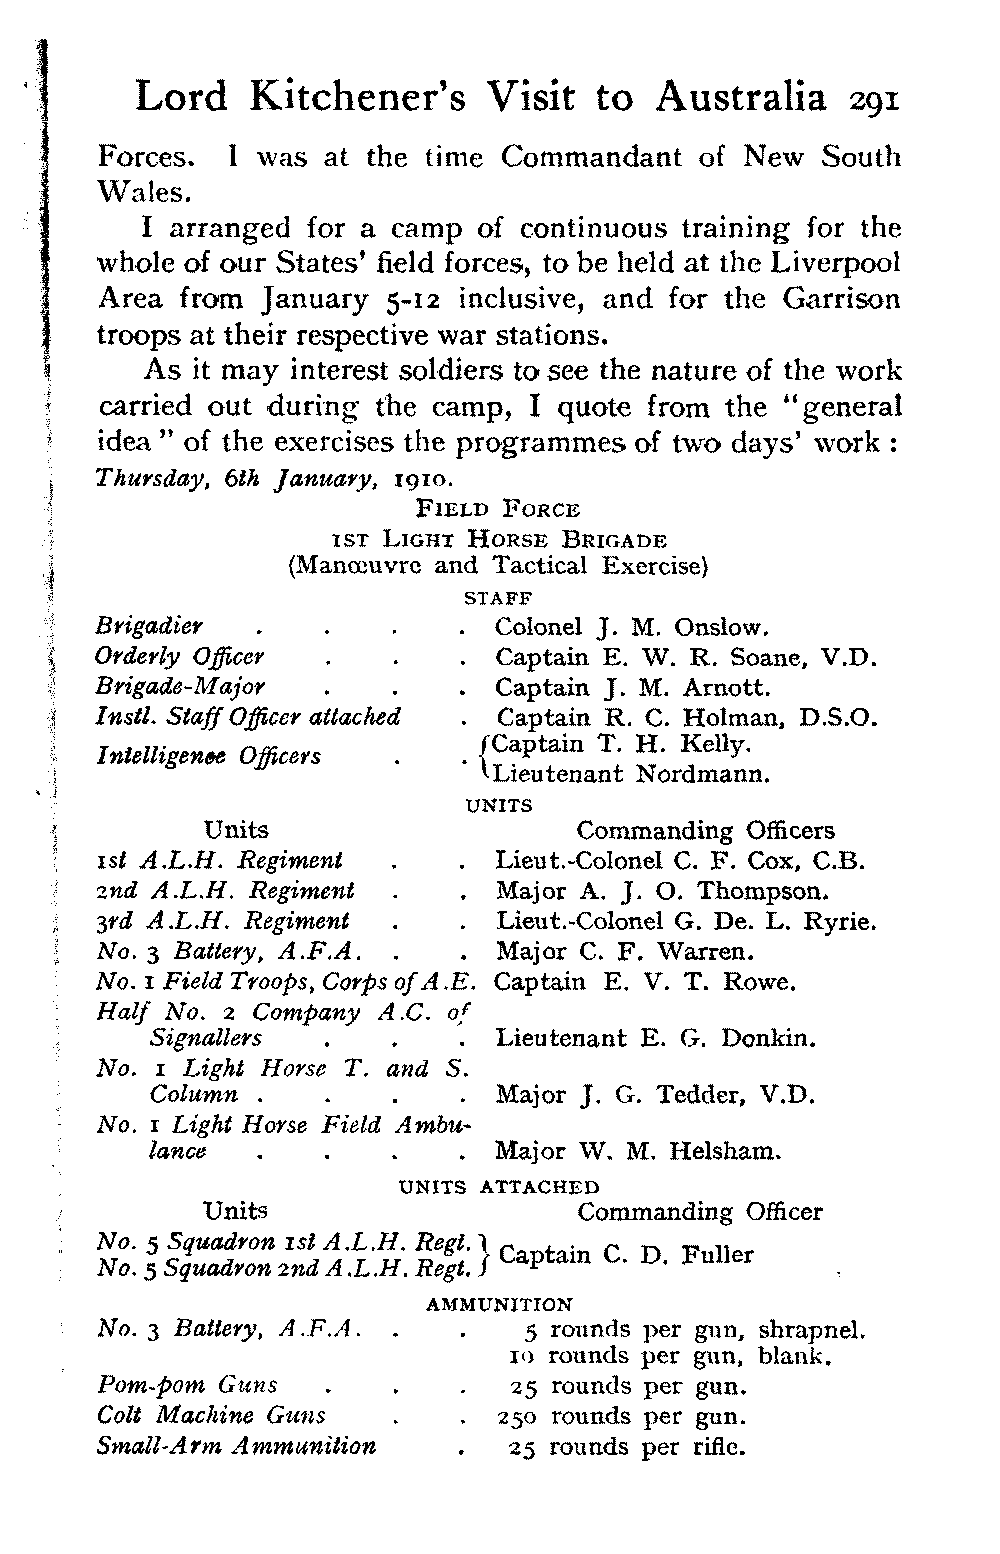 Lord Kitchener's Visit to Australia 291
Forces. I was at the time Commandant of New South
Wales.
I arranged for a camp of continuous training for the
whole of our States' field forces, to be held at the Liverpool
Area from January 5-12 inclusive, and for the Garrison
troops at their respective war stations.
As it may interest soldiers to see the nature of the work
carried out during the camp, I quote from the "general
idea" of the exercises the programmes of two days' work :
Thursday, 6th January, 1910.
FIELD FORCE
1ST LIGHT HORSE BRIGADE
(Manœuvre and Tactical Exercise)
STAFF
Brigadier . . . . Colonel J. M. Onslow.
Orderly Officer . . . Captain E. W. R. Soane, V.D.
Brigade-Major . . . Captain J. M. Arnott.
Instl. Staff Officer attached . Captain R. C. Holman, D.S.O.
Intelligence Officers . . { Captain T. H. Kelly.
Lieutenant Nordmann.
UNITS
Units Commanding Officers
1st A.L.H. Regiment . . Lieut.-Colonel C. F. Cox, C.B.
2nd A.L.H. Regiment . . Major A. J. O. Thompson.
3rd A.L.H. Regiment . . Lieut.-Colonel G. De. L. Ryrie.
No. 3 Battery, A.F.A. . . Major C. F. Warren.
No. 1 Field Troops, Corps of A.E. Captain E. V. T. Rowe.
Half No. 2 Company A.C. of
Signallers . . . Lieutenant E. G. Donkin.
No. 1 Light Horse T. and S.
Column . . . . Major J. G. Tedder, V.D.
No. 1 Light Horse Field Ambu-
lance . . . . Major W. M. Helsham.
UNITS ATTACHED
Units Commanding Officer
No. 5 Squadron 1st A.L.H. Regt. }
No. 5 Squadron 2nd A.L.H. Regt. } Captain C. D. Fuller
AMMUNITION
No. 3 Battery, A.F.A. . . 5 rounds per gun, shrapnel.
10 rounds per gun, blank.
Pom-pom Guns . . . 25 rounds per gun.
Colt Machine Guns . . 250 rounds per gun.
Small-Arm Ammunition . 25 rounds per rifle.